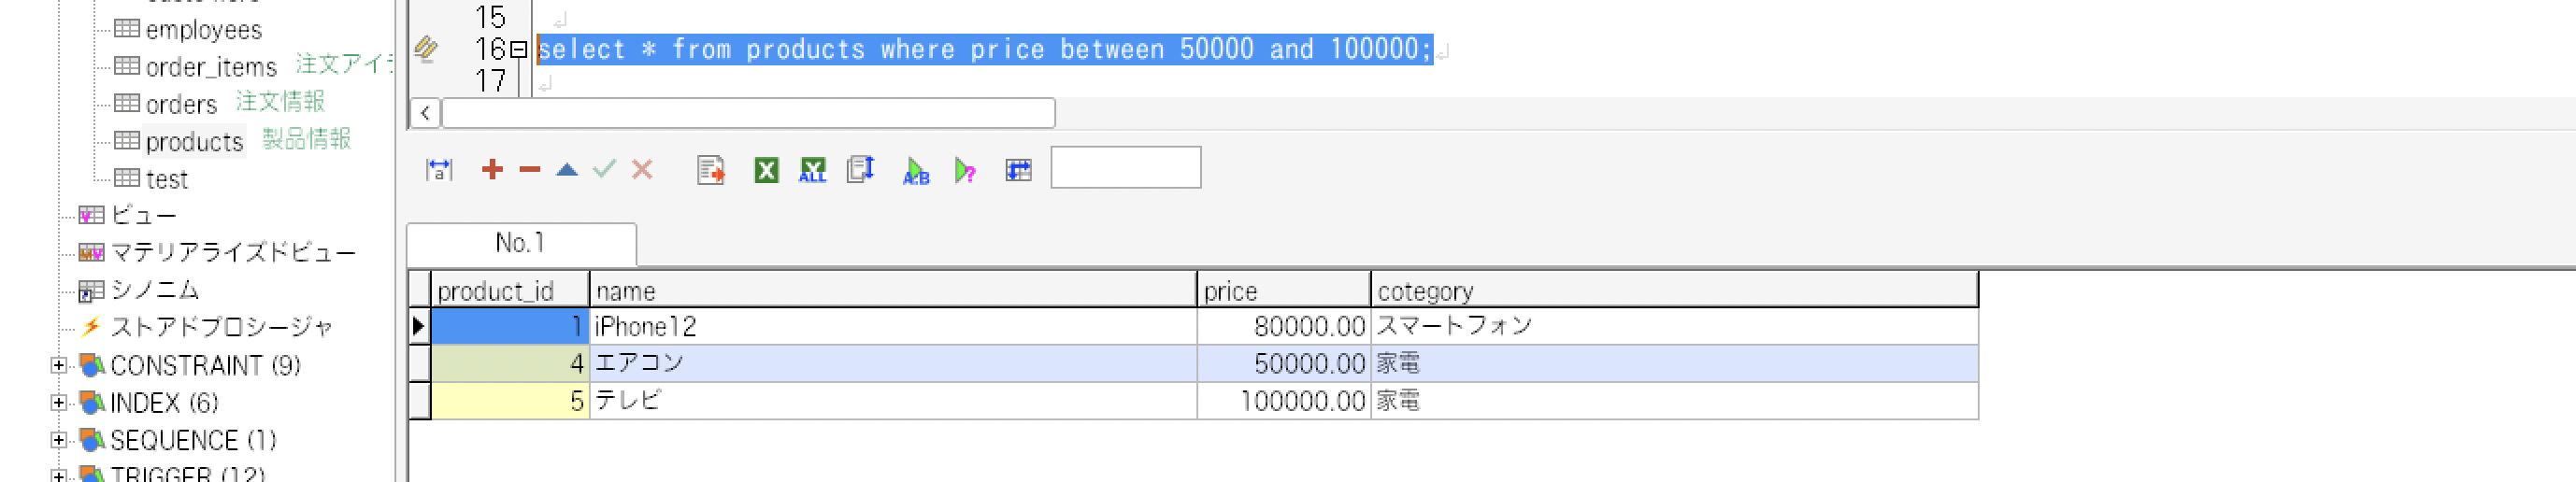 employees
order_items 注文アイ
orders 注文情報
products 製品情報
test
ビュー
マテリアライズドビュー
シノニム
ストアドプロシージャ
CONSTRAINT (9)
INDEX (6)
SEQUENCE (1)
TRIGGER (12)
15
16 select * from products where price between 50000 and 100000;
17
a
ALL
A:B
?
No.1
product_id name price cotegory
1 iPhone12 80000.00 スマートフォン
4 エアコン 50000.00 家電
5 テレビ 100000.00 家電